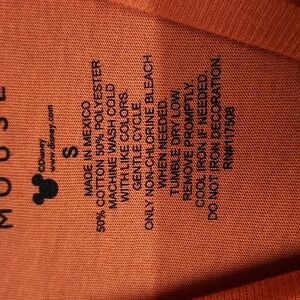 MOUSE
©Disney
www.disney.com
S
MADE IN MEXICO
50% COTTON 50% POLYESTER
MACHINE WASH COLD
WITH LIKE COLORS.
GENTLE CYCLE.
ONLY NON-CHLORINE BLEACH
WHEN NEEDED.
TUMBLE DRY LOW
REMOVE PROMPTLY.
COOL IRON IF NEEDED.
DO NOT IRON DECORATION.
RN#17508